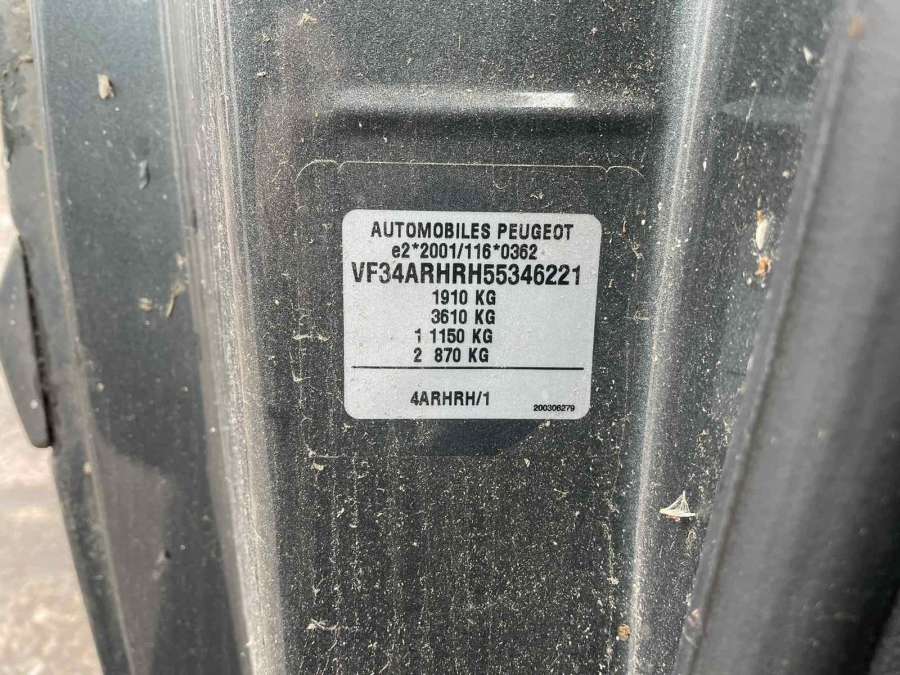 AUTOMOBILES PEUGEOT
e2*2001/116*0362
VF34ARHRH55346221
1910 KG
3610 KG
1 1150 KG
2 870 KG
4ARHRH/1
200306279